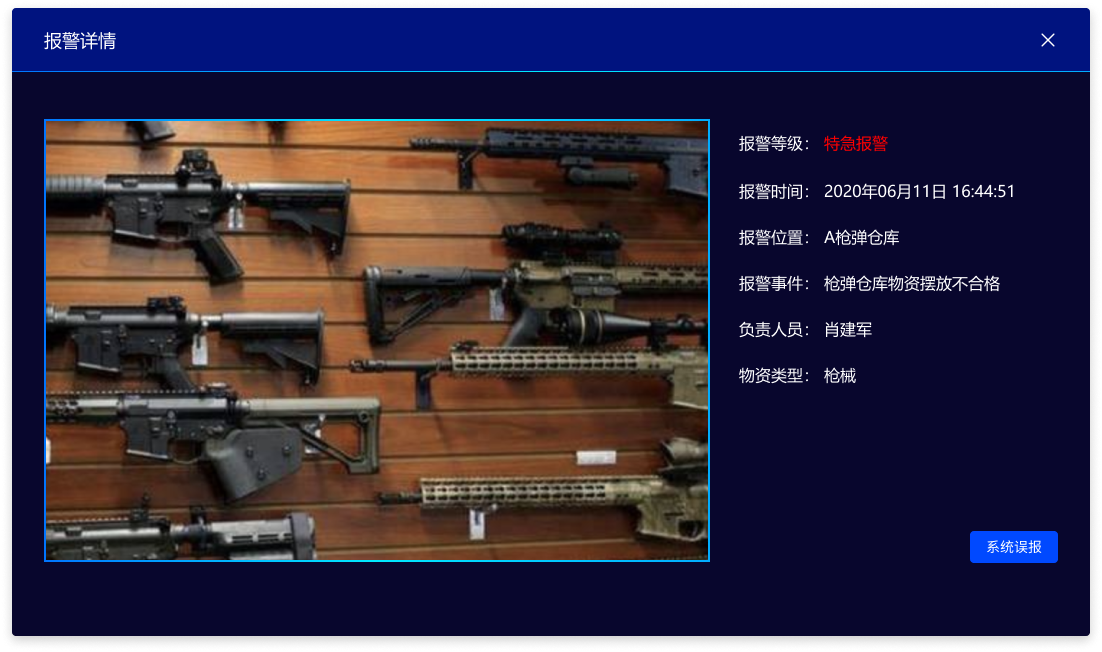 报警详情
报警等级： 特急报警
报警时间： 2020年06月11日 16:44:51
报警位置： A枪弹仓库
报警事件： 枪弹仓库物资摆放不合格
负责人员： 肖建军
物资类型： 枪械
系统误报